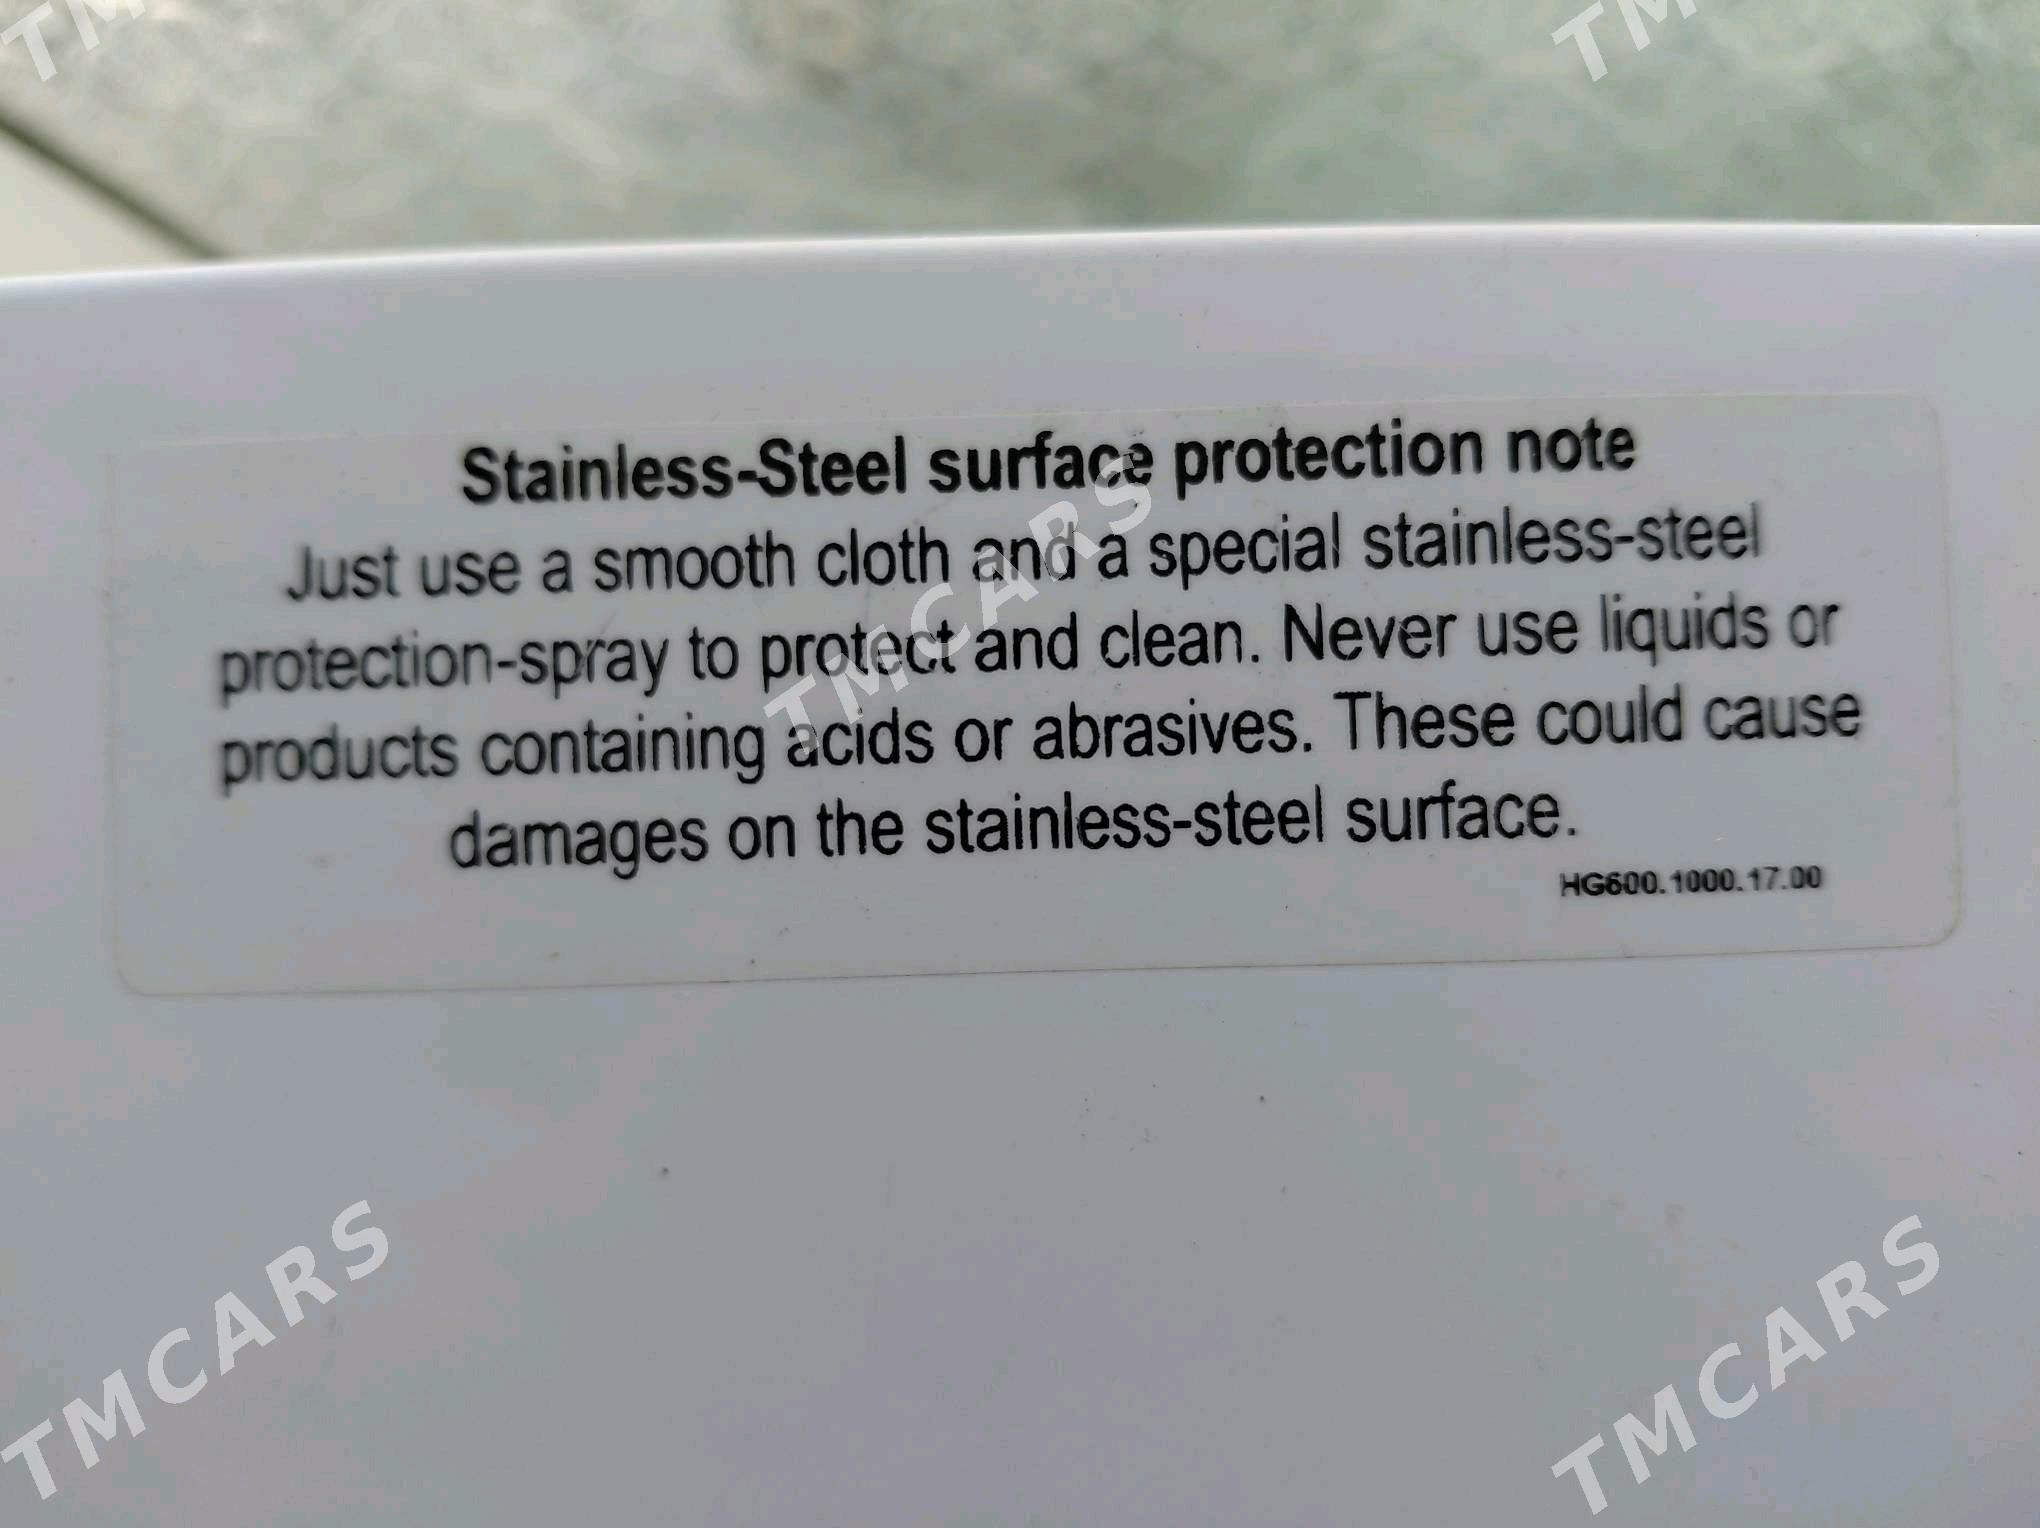 TM
TM
Stainless-Steel surface protection note
Just use a smooth cloth and a special stainless-steel
protection-spray to protect and clean. Never use liquids or
products containing acids or abrasives. These could cause
damages on the stainless-steel surface.
HG600.1000.17.00
TMCARS
TMCARS
TMCARS